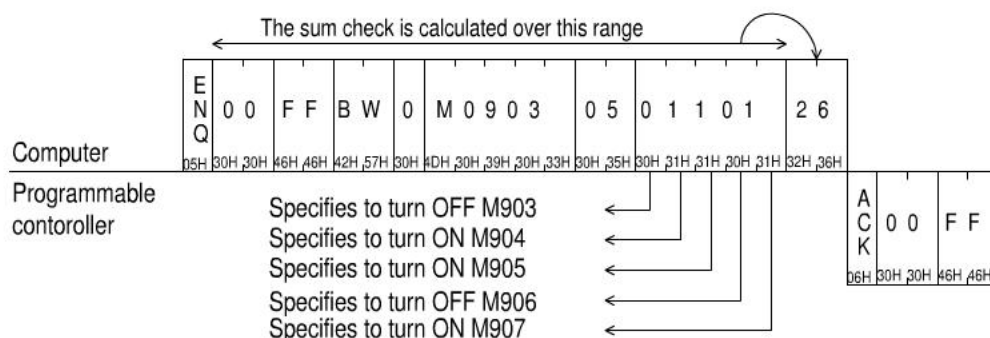 The sum check is calculated over this range
ENQ 0 0 F F B W 0 M 0 9 0 3 0 5 0 1 1 0 1 2 6
Computer 05H 30H 30H 46H 46H 42H 57H 30H 4DH 30H 39H 30H 33H 30H 35H 30H 31H 31H 30H 31H 32H 36H
Programmable
contoroller
Specifies to turn OFF M903
Specifies to turn ON M904
Specifies to turn ON M905
Specifies to turn OFF M906
Specifies to turn ON M907
ACK 0 0 F F
06H 30H 30H 46H 46H